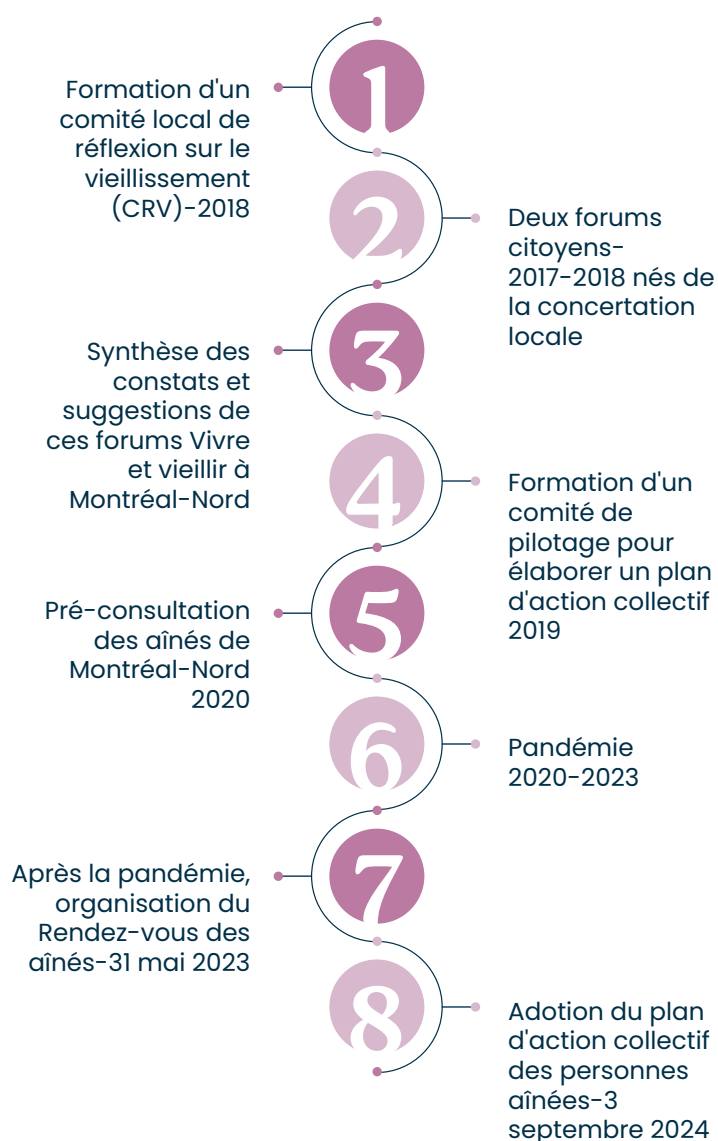 1
Formation d'un
comité local de
réflexion sur le
vieillissement
(CRV)-2018
2
Deux forums
citoyens-
2017-2018 nés de
la concertation
locale
3
Synthèse des
constats et
suggestions de
ces forums Vivre
et vieillir à
Montréal-Nord
4
Formation d'un
comité de
pilotage pour
élaborer un plan
d'action collectif
2019
5
Pré-consultation
des aînés de
Montréal-Nord
2020
6
Pandémie
2020-2023
7
Après la pandémie,
organisation du
Rendez-vous des
aînés-31 mai 2023
8
Adotion du plan
d'action collectif
des personnes
aînées-3
septembre 2024